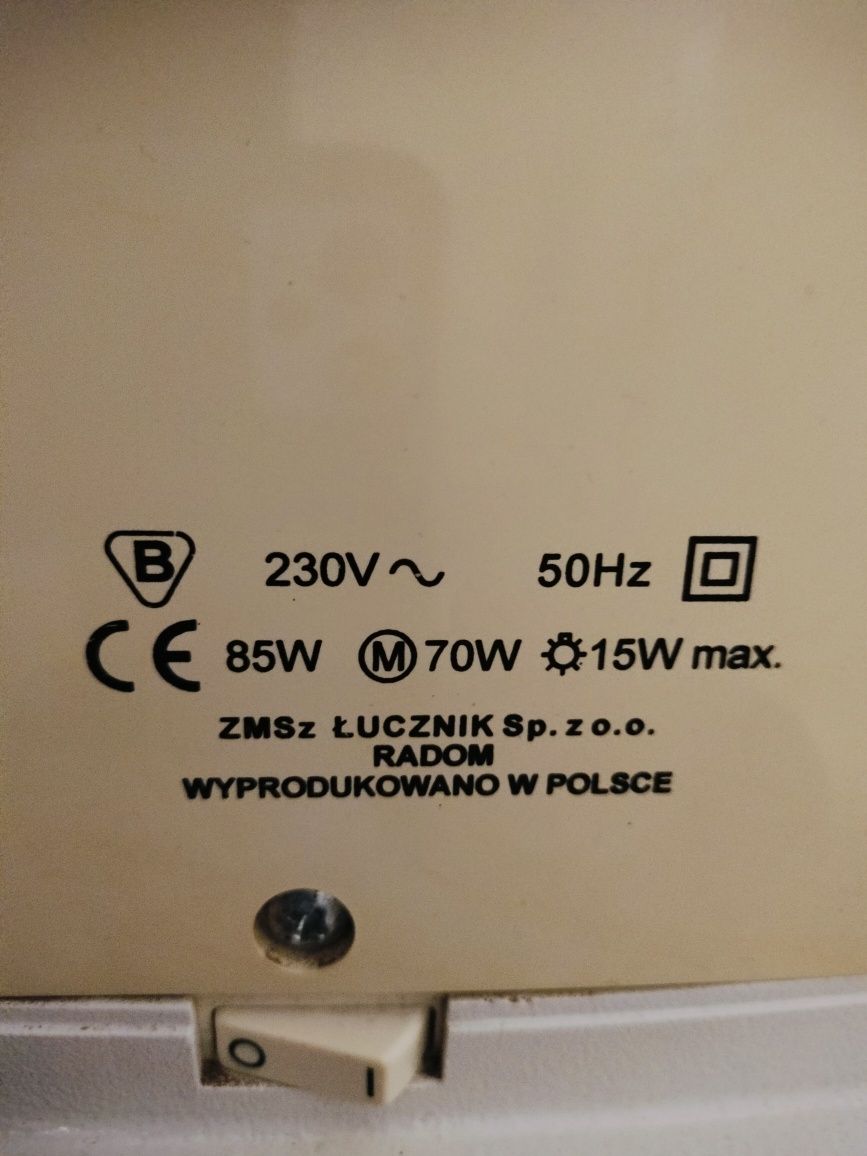 B 230V~ 50Hz
CE 85W M 70W 15W max.
ZMSz ŁUCZNIK Sp. z o.o.
RADOM
WYPRODUKOWANO W POLSCE
O I